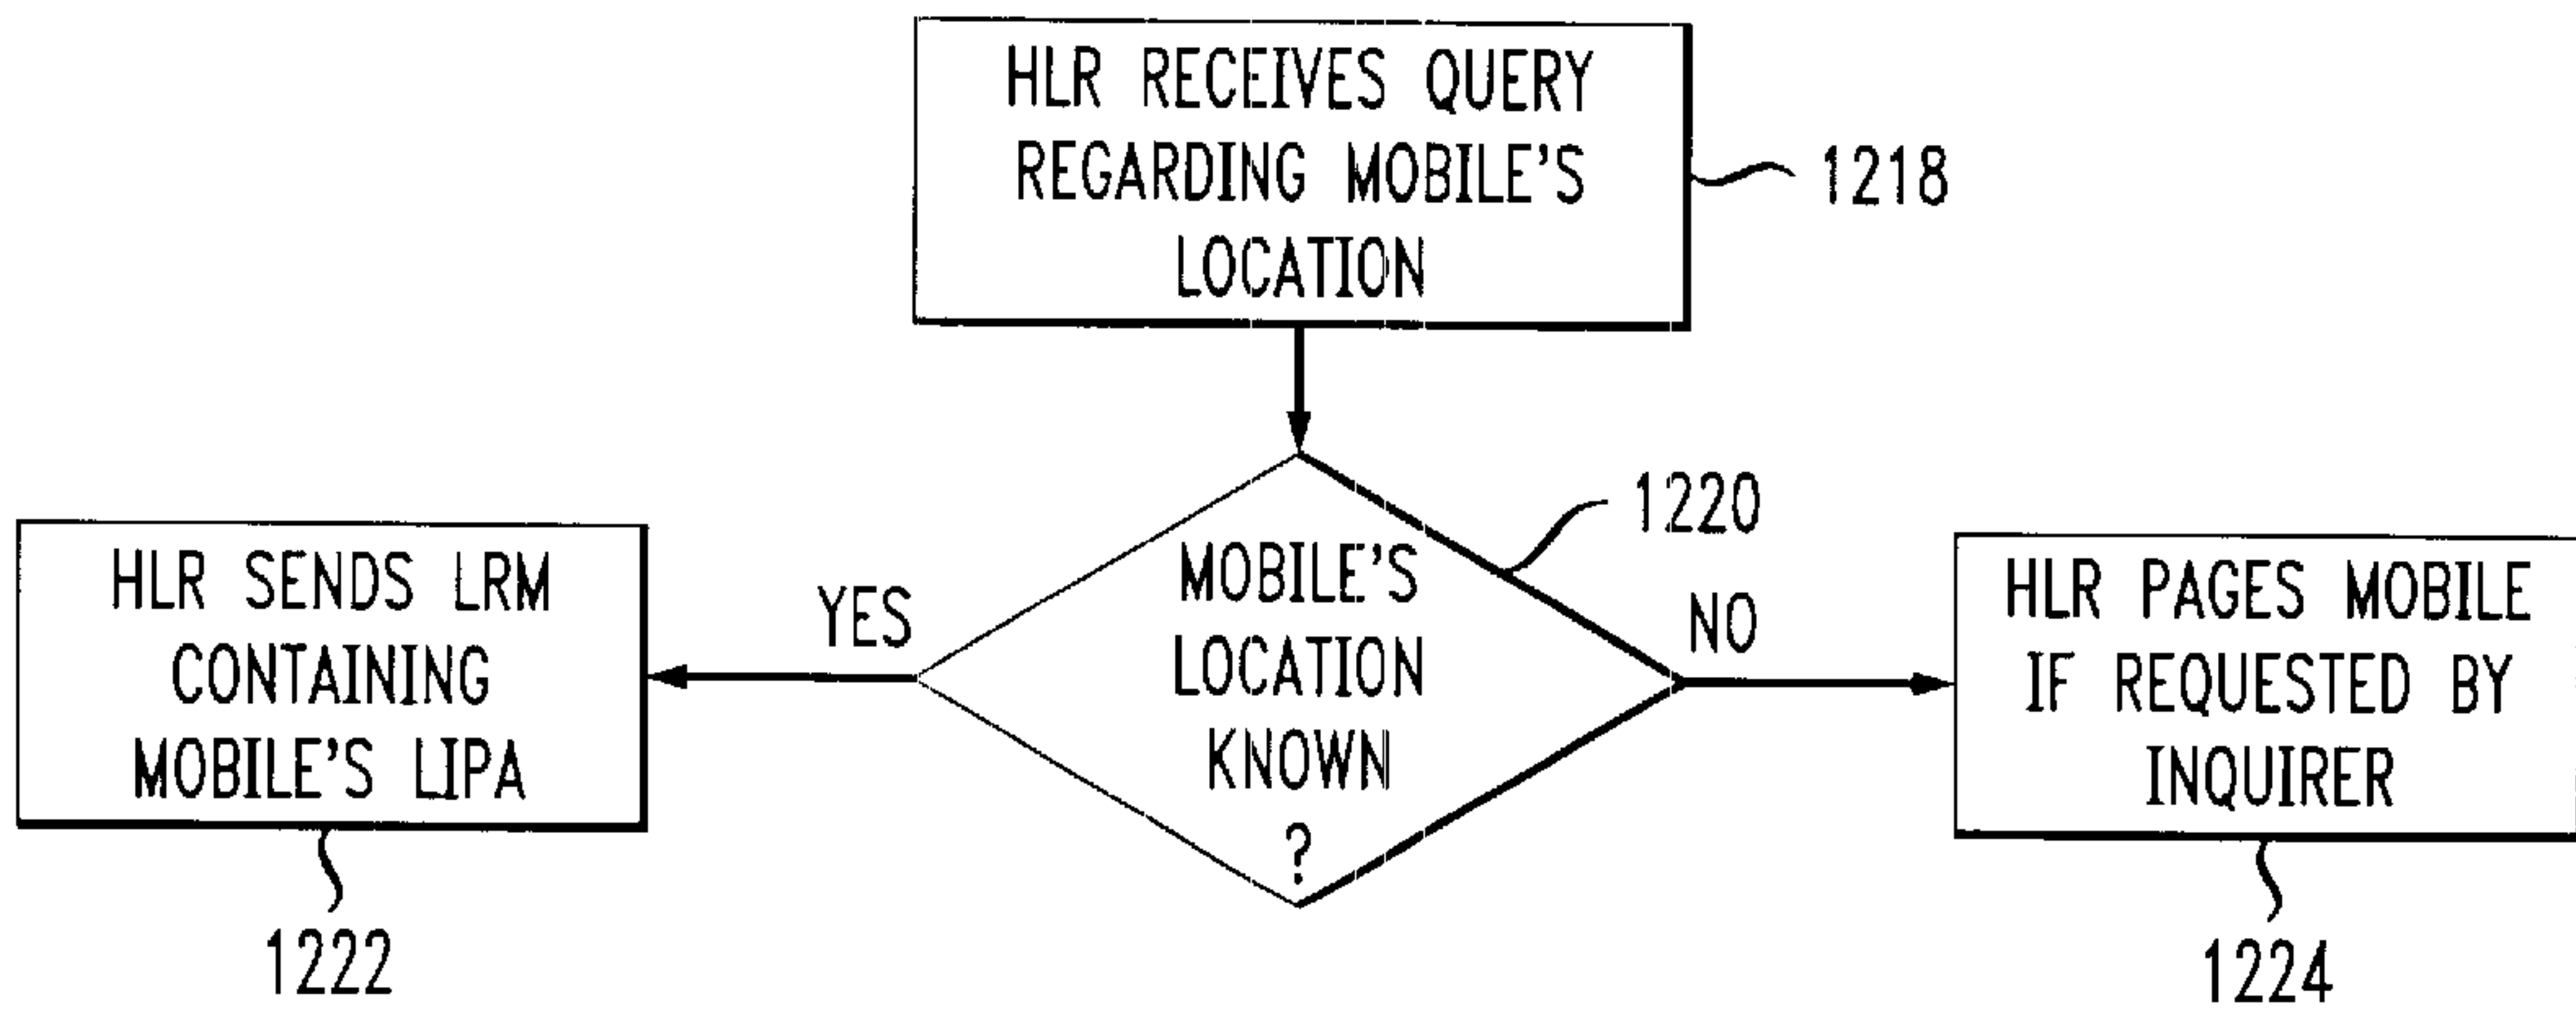 HLR RECEIVES QUERY
REGARDING MOBILE'S
LOCATION
1218
1220
MOBILE'S
LOCATION
KNOWN
?
YES
NO
HLR SENDS LRM
CONTAINING
MOBILE'S LIPA
1222
HLR PAGES MOBILE
IF REQUESTED BY
INQUIRER
1224